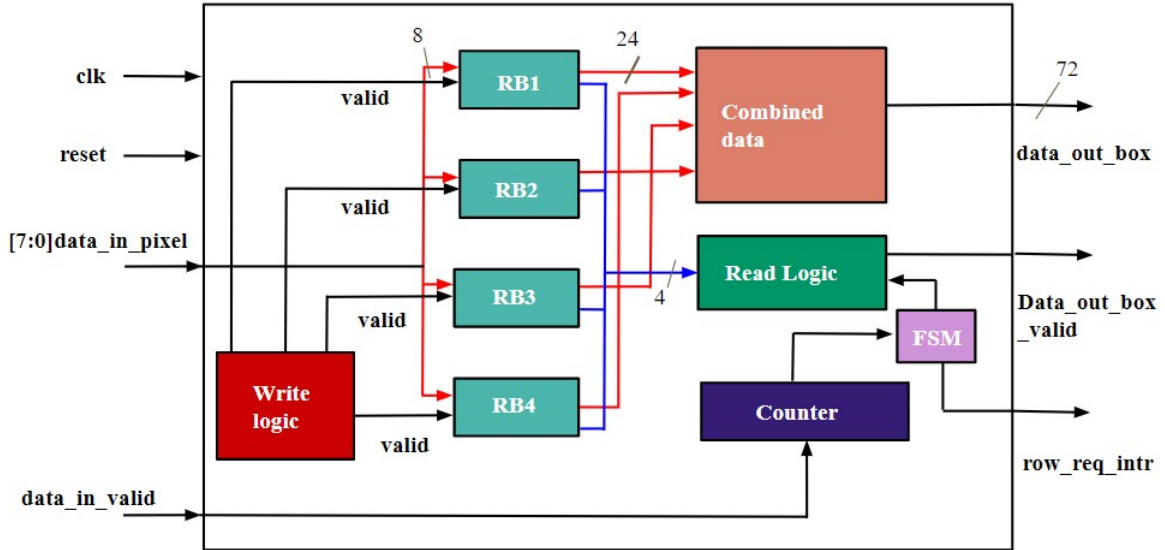 8
24
clk
RB1
72
valid
Combined
data
data_out_box
reset
RB2
valid
[7:0]data_in_pixel
RB3
4
Read Logic
Data_out_box
_valid
valid
FSM
Write
logic
RB4
Counter
valid
row_req_intr
data_in_valid